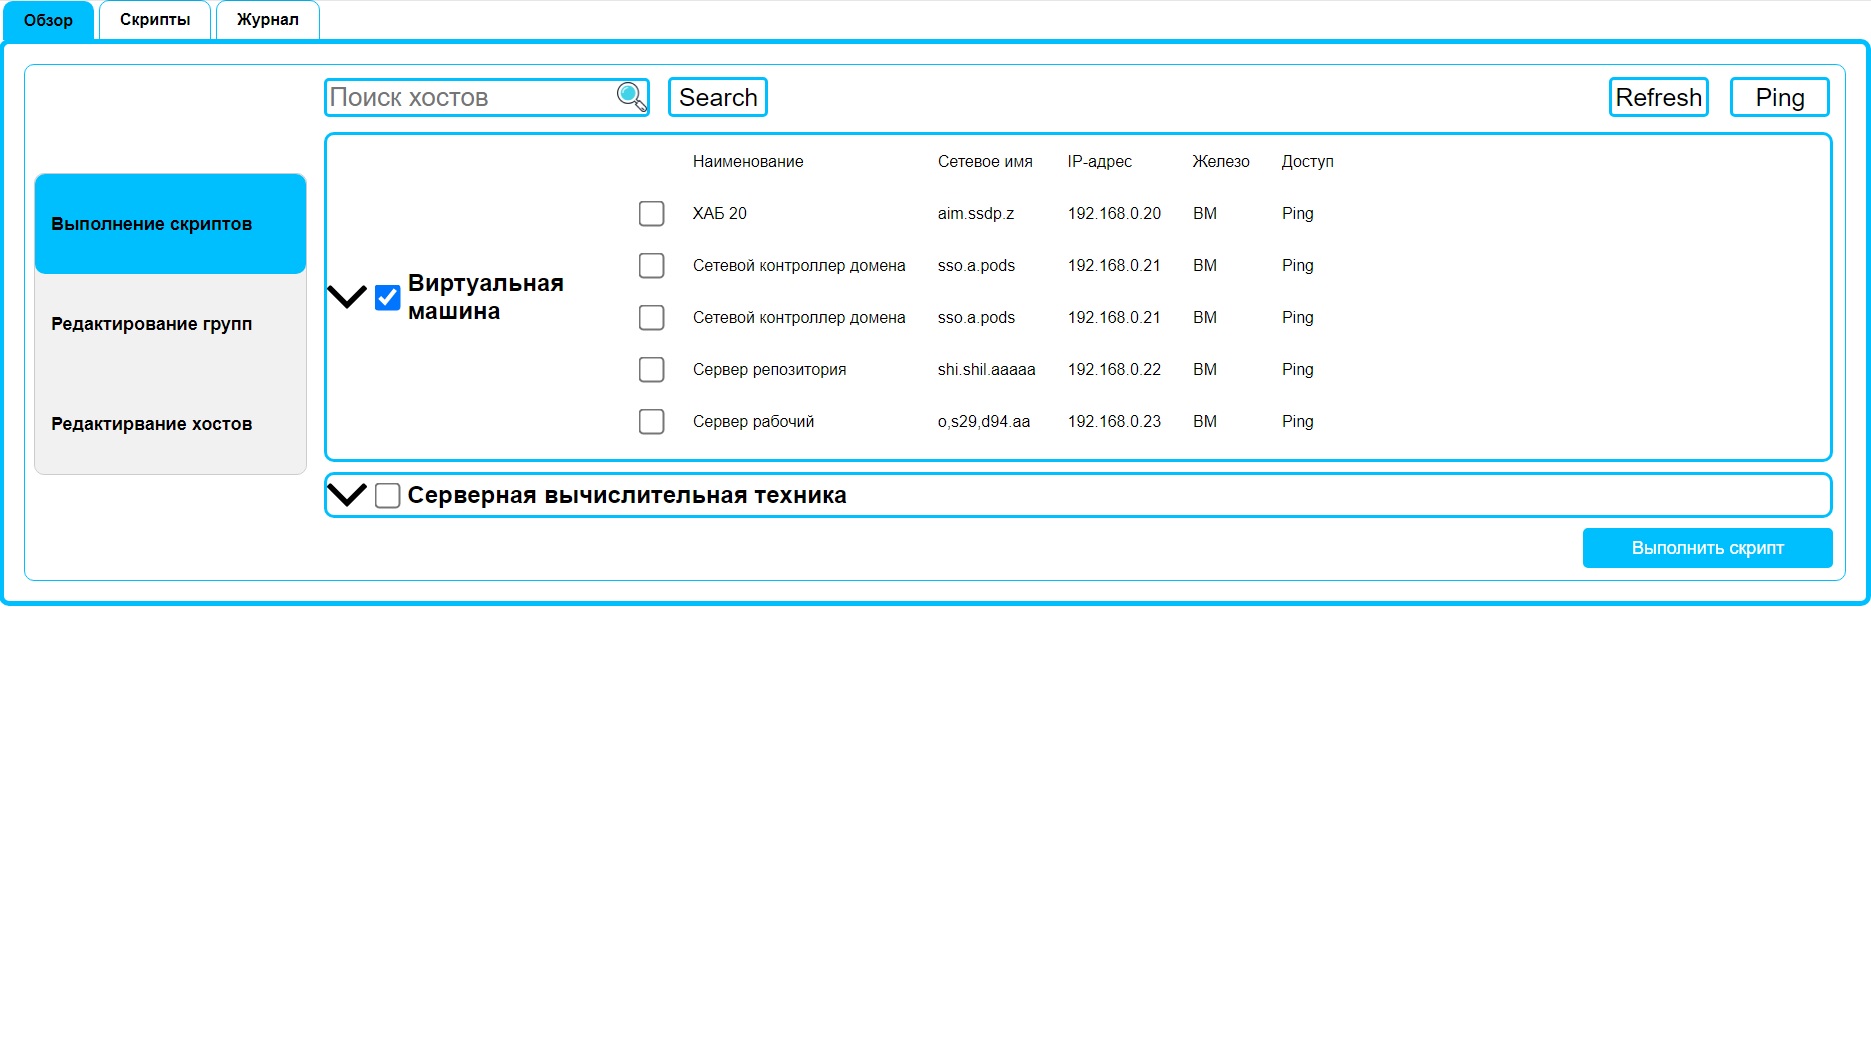 Обзор Скрипты Журнал
Поиск хостов Search Refresh Ping
Выполнение скриптов
Редактирование групп
Редактирвание хостов
Виртуальная
машина
Наименование Сетевое имя IP-адрес Железо Доступ
ХАБ 20 aim.ssdp.z 192.168.0.20 ВМ Ping
Сетевой контроллер домена sso.a.pods 192.168.0.21 ВМ Ping
Сетевой контроллер домена sso.a.pods 192.168.0.21 ВМ Ping
Сервер репозитория shi.shil.aaaaa 192.168.0.22 ВМ Ping
Сервер рабочий o,s29,d94.aa 192.168.0.23 ВМ Ping
Серверная вычислительная техника
Выполнить скрипт